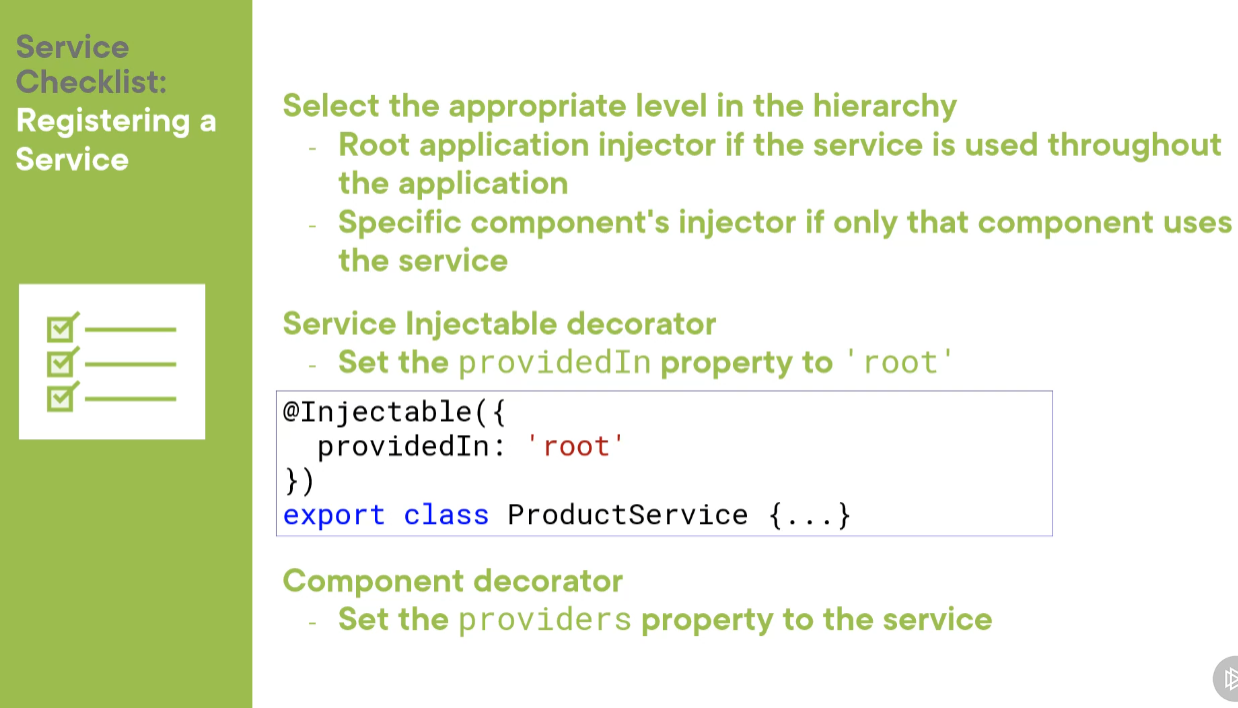 Service
Checklist:
Registering a
Service
Select the appropriate level in the hierarchy
- Root application injector if the service is used throughout
the application
- Specific component's injector if only that component uses
the service
Service Injectable decorator
- Set the providedIn property to 'root'
@Injectable({
  providedIn: 'root'
})
export class ProductService {...}
Component decorator
- Set the providers property to the service